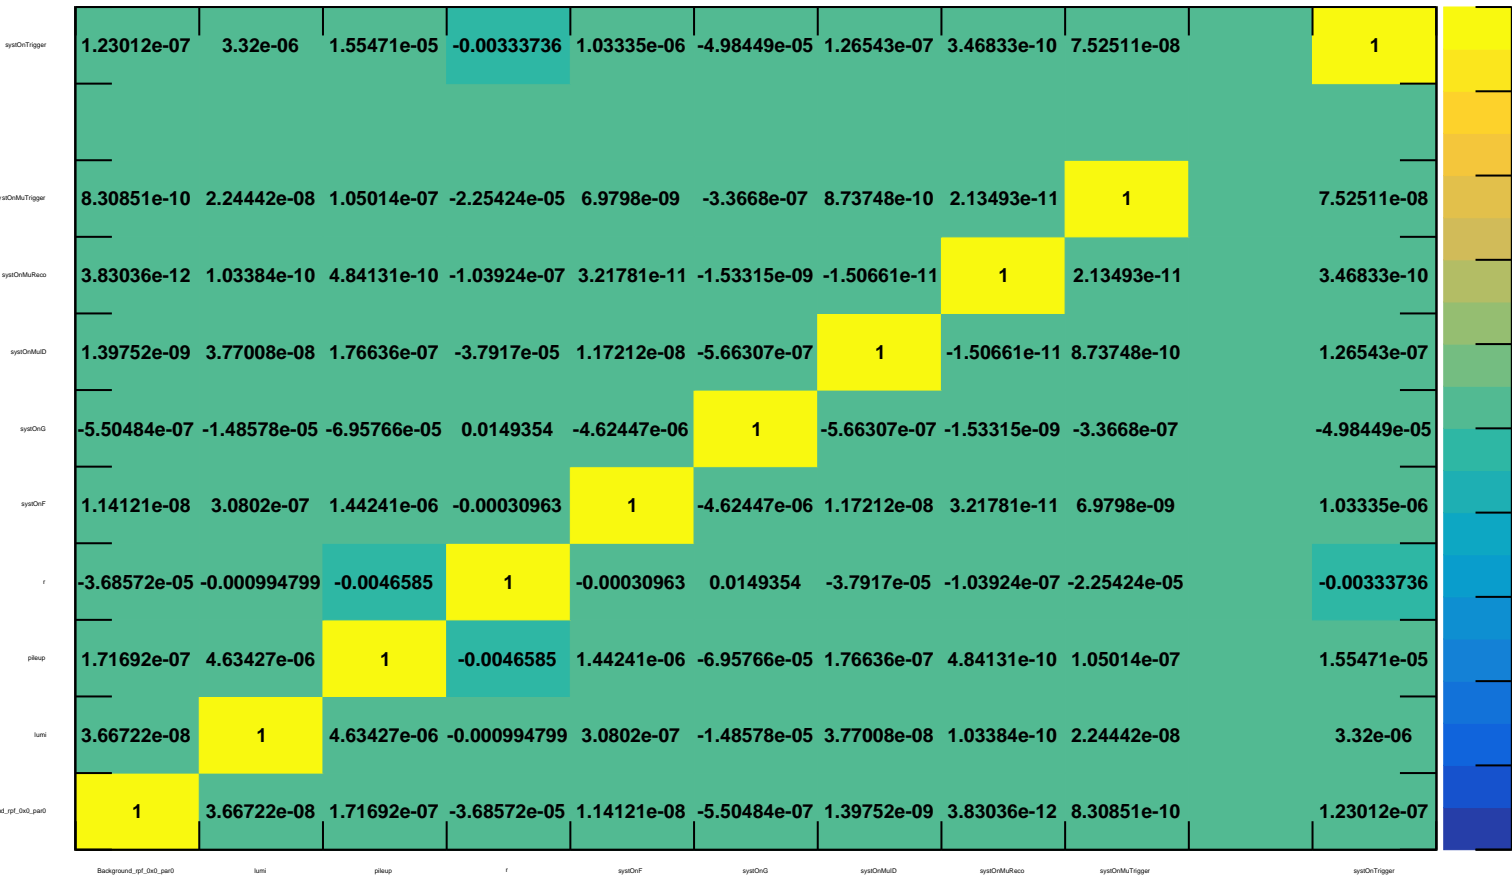 systOnTrigger 1.23012e-07 3.32e-06 1.55471e-05 -0.00333736 1.03335e-06 -4.98449e-05 1.26543e-07 3.46833e-10 7.52511e-08 1
ystOnMuTrigger 8.30851e-10 2.24442e-08 1.05014e-07 -2.25424e-05 6.9798e-09 -3.3668e-07 8.73748e-10 2.13493e-11 1 7.52511e-08
systOnMuReco 3.83036e-12 1.03384e-10 4.84131e-10 -1.03924e-07 3.21781e-11 -1.53315e-09 -1.50661e-11 1 2.13493e-11 3.46833e-10
systOnMuID 1.39752e-09 3.77008e-08 1.76636e-07 -3.7917e-05 1.17212e-08 -5.66307e-07 1 -1.50661e-11 8.73748e-10 1.26543e-07
systOnG -5.50484e-07 -1.48578e-05 -6.95766e-05 0.0149354 -4.62447e-06 1 -5.66307e-07 -1.53315e-09 -3.3668e-07 -4.98449e-05
systOnF 1.14121e-08 3.0802e-07 1.44241e-06 -0.00030963 1 -4.62447e-06 1.17212e-08 3.21781e-11 6.9798e-09 1.03335e-06
r -3.68572e-05 -0.000994799 -0.0046585 1 -0.00030963 0.0149354 -3.7917e-05 -1.03924e-07 -2.25424e-05 -0.00333736
pileup 1.71692e-07 4.63427e-06 1 -0.0046585 1.44241e-06 -6.95766e-05 1.76636e-07 4.84131e-10 1.05014e-07 1.55471e-05
lumi 3.66722e-08 1 4.63427e-06 -0.000994799 3.0802e-07 -1.48578e-05 3.77008e-08 1.03384e-10 2.24442e-08 3.32e-06
d_rpf_0x0_par0 1 3.66722e-08 1.71692e-07 -3.68572e-05 1.14121e-08 -5.50484e-07 1.39752e-09 3.83036e-12 8.30851e-10 1.23012e-07
Background_rpf_0x0_par0 lumi pileup r systOnF systOnG systOnMuID systOnMuReco systOnMuTrigger systOnTrigger